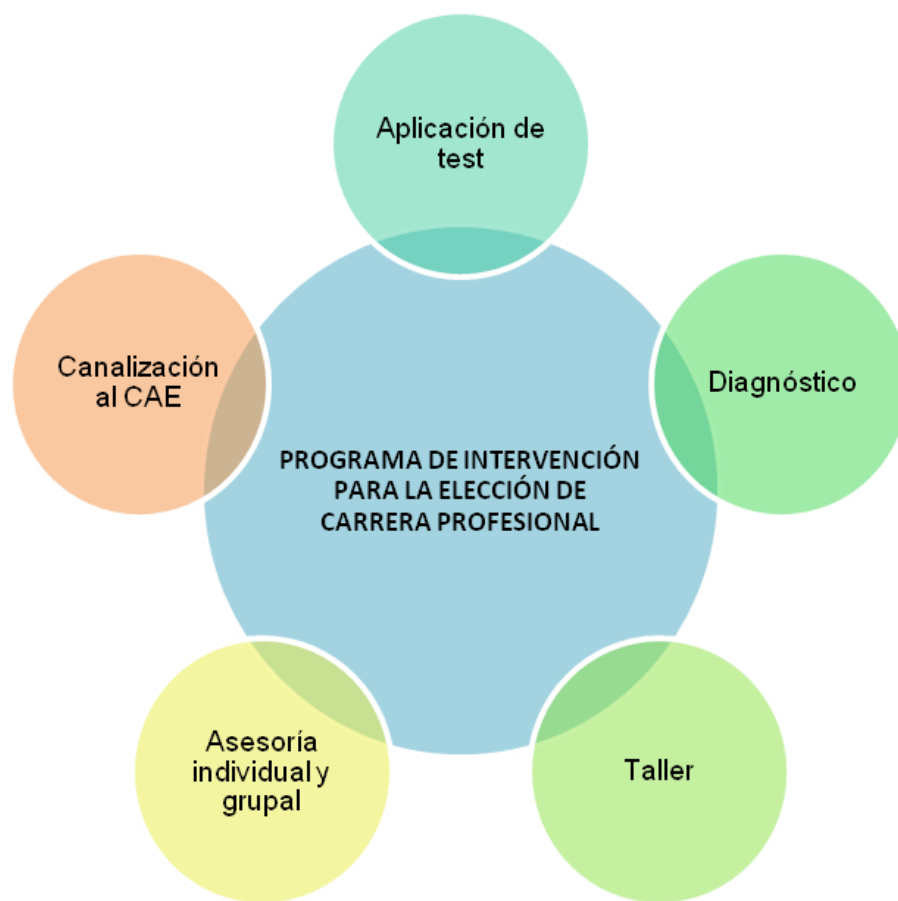 Aplicación de
test
Canalización
al CAE
Diagnóstico
PROGRAMA DE INTERVENCIÓN
PARA LA ELECCIÓN DE
CARRERA PROFESIONAL
Asesoría
individual y
grupal
Taller